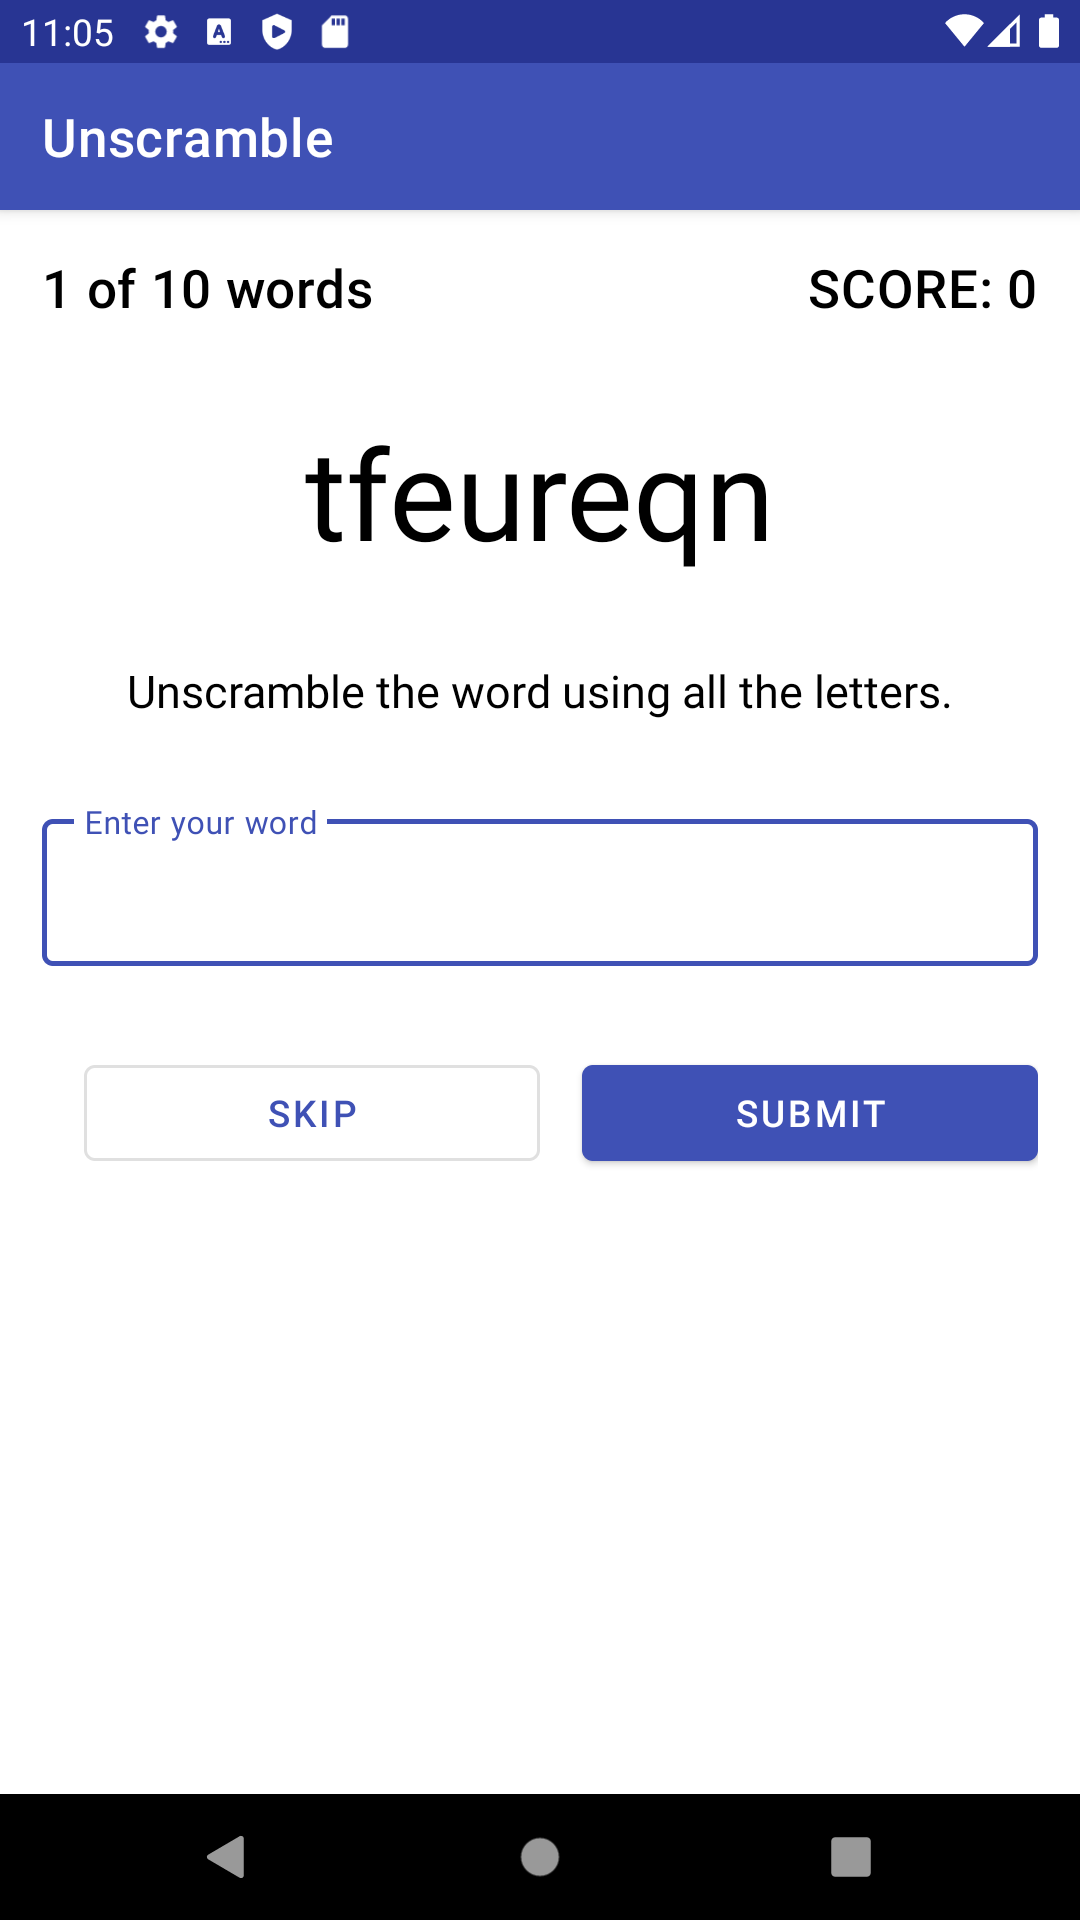 11:05
Unscramble
1 of 10 words
SCORE: 0
tfeureqn
Unscramble the word using all the letters.
Enter your word
SKIP
SUBMIT